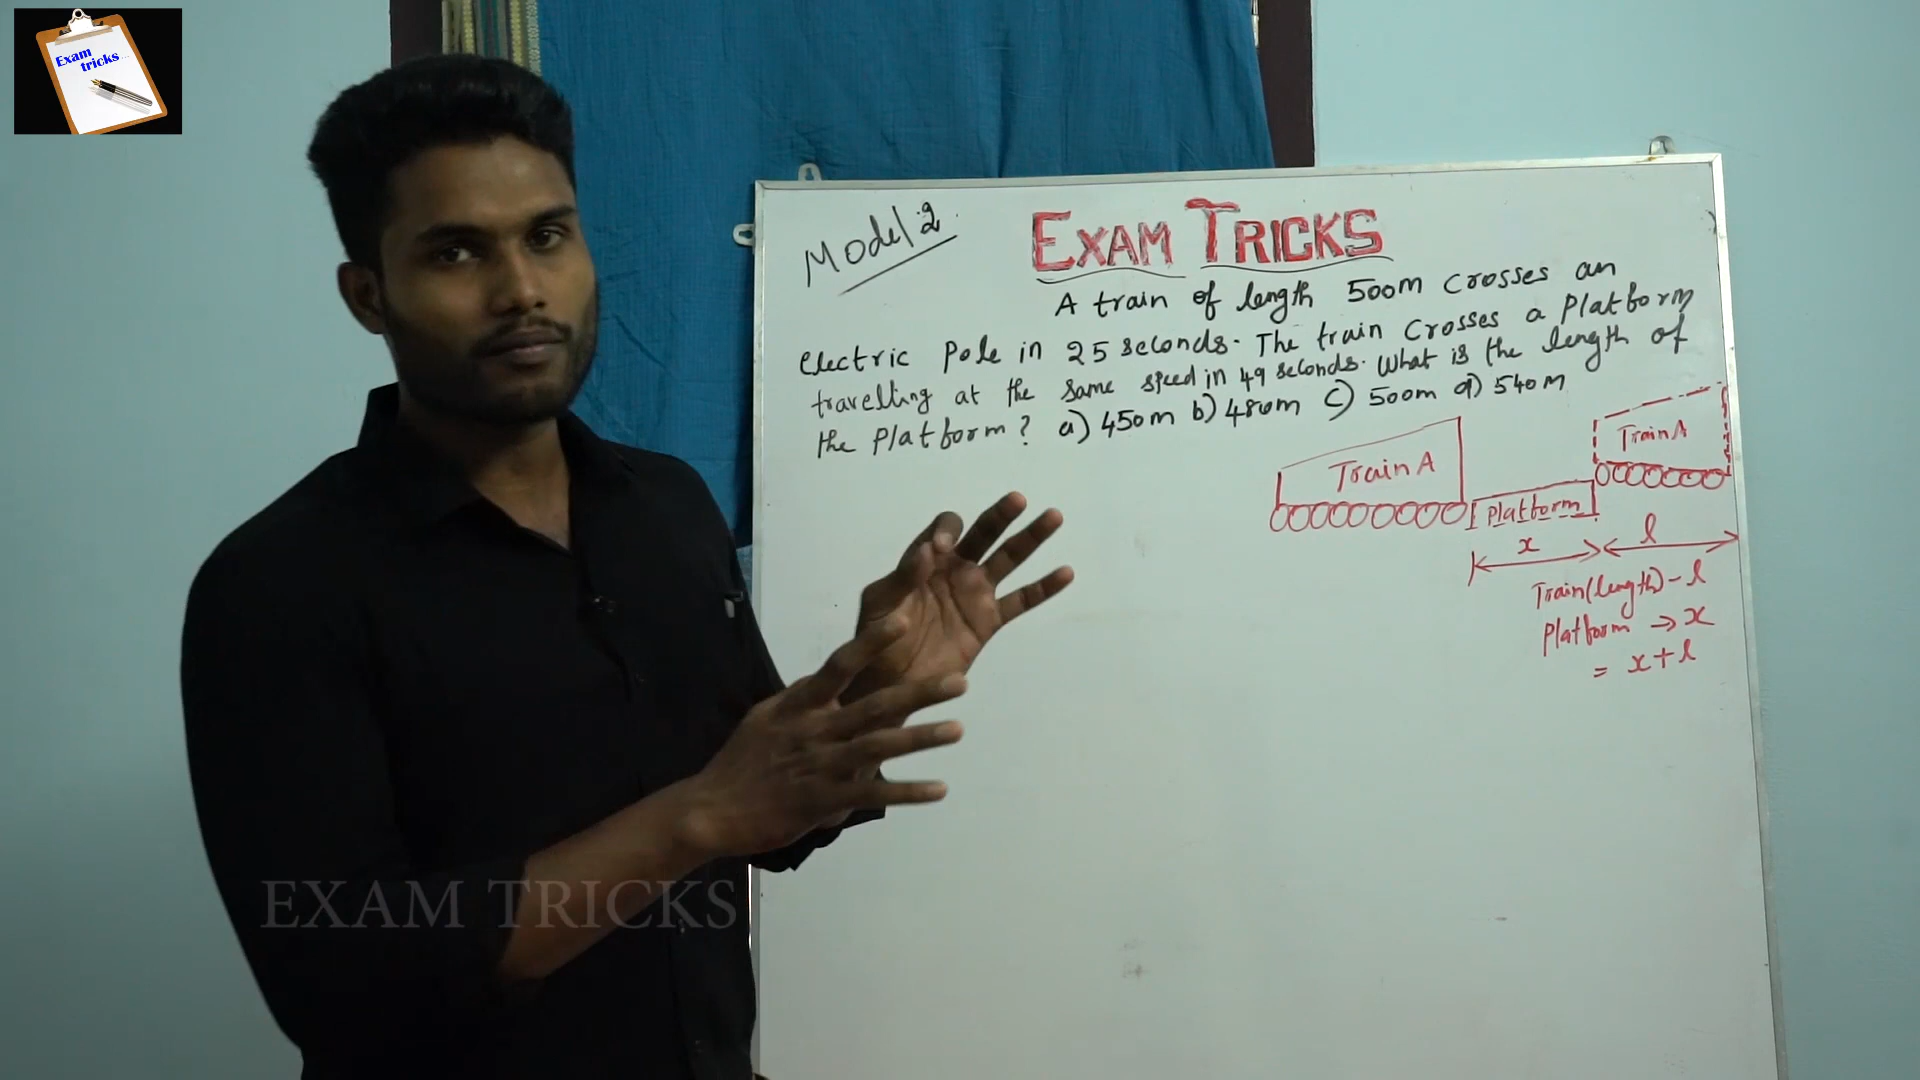 Exam
tricks...
Model 2
EXAM TRICKS
A train of length 500m crosses an
electric Pole in 25 seconds. The train crosses a Platform
travelling at the same speed in 49 seconds. What is the length of
the Platform? a) 450m b) 480m c) 500m d) 540m
Train A
Train A
Platform
x
l
Train(length) - l
Platform → x
= x + l
EXAM TRICKS